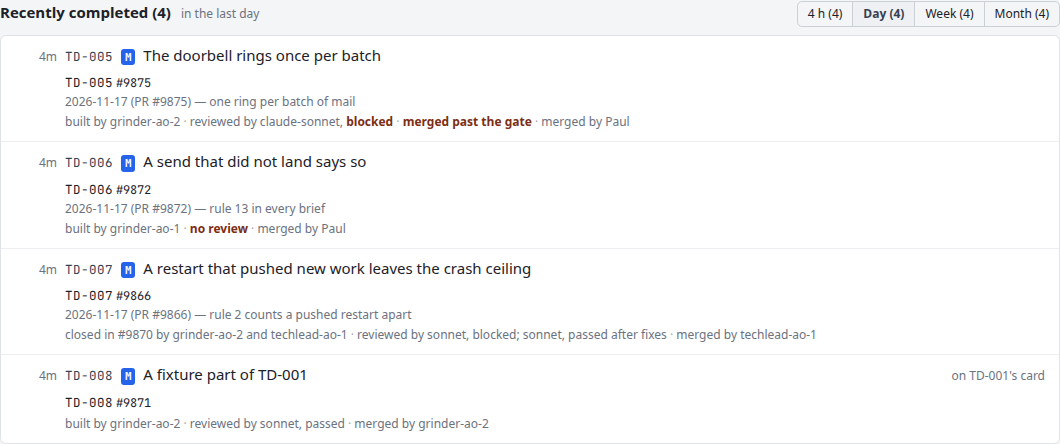 Recently completed (4) in the last day
4 h (4) Day (4) Week (4) Month (4)
4m TD-005 M The doorbell rings once per batch
TD-005 #9875
2026-11-17 (PR #9875) — one ring per batch of mail
built by grinder-ao-2 · reviewed by claude-sonnet, blocked · merged past the gate · merged by Paul
4m TD-006 M A send that did not land says so
TD-006 #9872
2026-11-17 (PR #9872) — rule 13 in every brief
built by grinder-ao-1 · no review · merged by Paul
4m TD-007 M A restart that pushed new work leaves the crash ceiling
TD-007 #9866
2026-11-17 (PR #9866) — rule 2 counts a pushed restart apart
closed in #9870 by grinder-ao-2 and techlead-ao-1 · reviewed by sonnet, blocked; sonnet, passed after fixes · merged by techlead-ao-1
4m TD-008 M A fixture part of TD-001 on TD-001's card
TD-008 #9871
built by grinder-ao-2 · reviewed by sonnet, passed · merged by grinder-ao-2